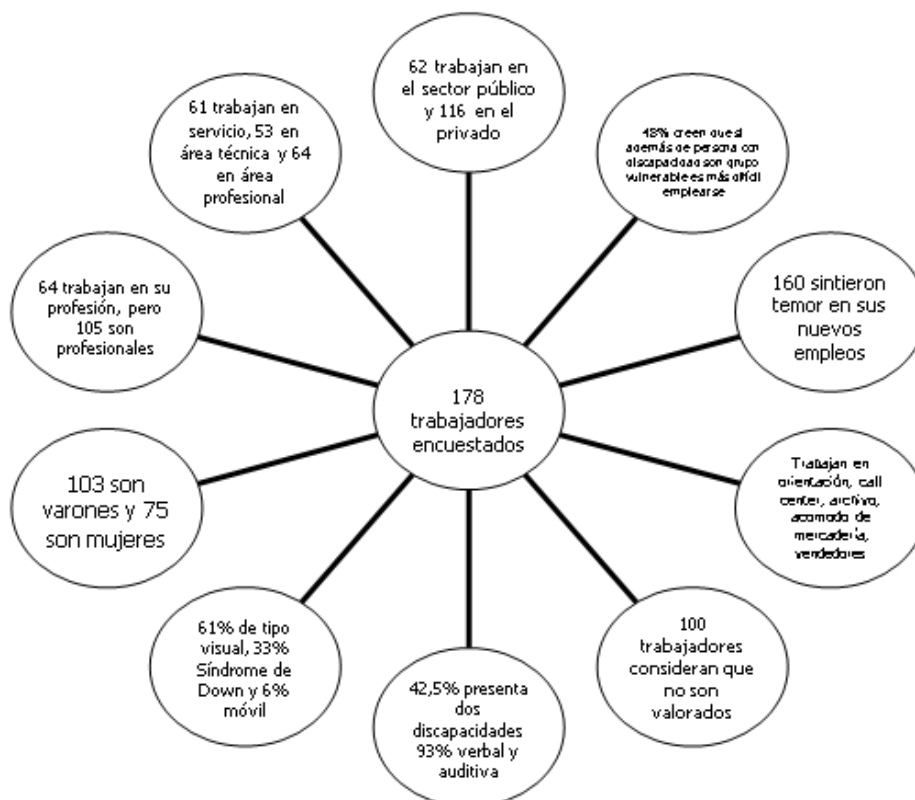 62 trabajan en
el sector público
y 116 en el
privado
48% creen que si
además de persona con
discapacidad son grupo
vulnerable es más difícil
emplearse
160 sintieron
temor en sus
nuevos
empleos
Trabajan en
orientación, call
center, archivo,
acomodo de
mercadería,
vendedores
100
trabajadores
consideran que
no son
valorados
42,5% presenta
dos
discapacidades
93% verbal y
auditiva
61% de tipo
visual, 33%
Síndrome de
Down y 6%
móvil
103 son
varones y 75
son mujeres
64 trabajan en su
profesión, pero
105 son
profesionales
61 trabajan en
servicio, 53 en
área técnica y 64
en área
profesional
178
trabajadores
encuestados